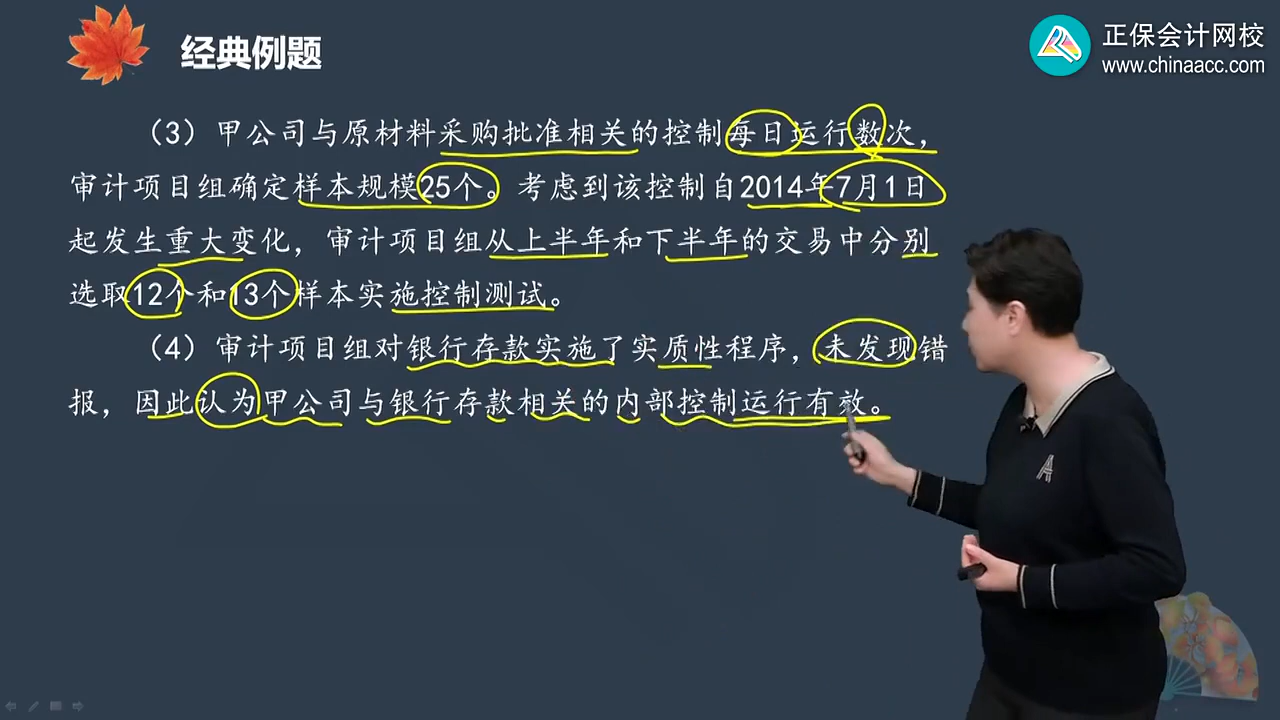 经典例题
正保会计网校
www.chinaacc.com
（3）甲公司与原材料采购批准相关的控制每日运行数次，
审计项目组确定样本规模25个。考虑到该控制自2014年7月1日
起发生重大变化，审计项目组从上半年和下半年的交易中分别
选取12个和13个样本实施控制测试。
（4）审计项目组对银行存款实施了实质性程序，未发现错
报，因此认为甲公司与银行存款相关的内部控制运行有效。
A